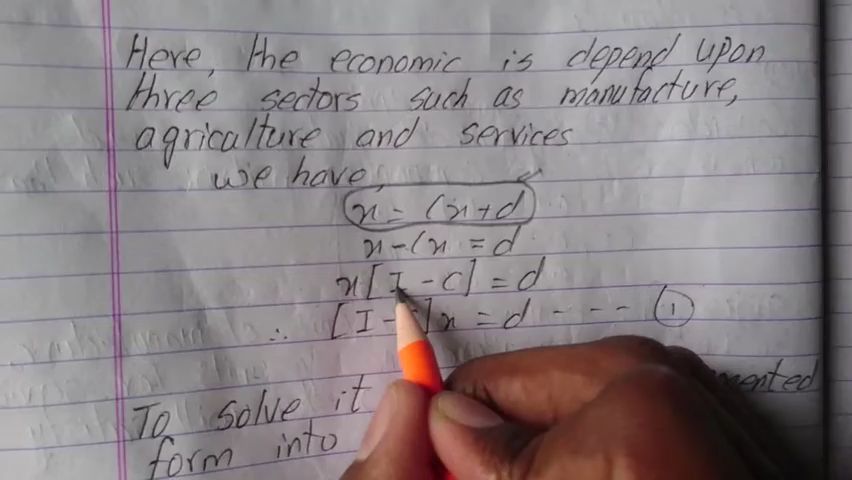 Here, the economic is depend upon
three sectors such as manufacture,
agriculture and services
we have,
x = Cx + d
x - Cx = d
x [I - C] = d
∴ [I - ]x = d --- ①
To solve it
form into